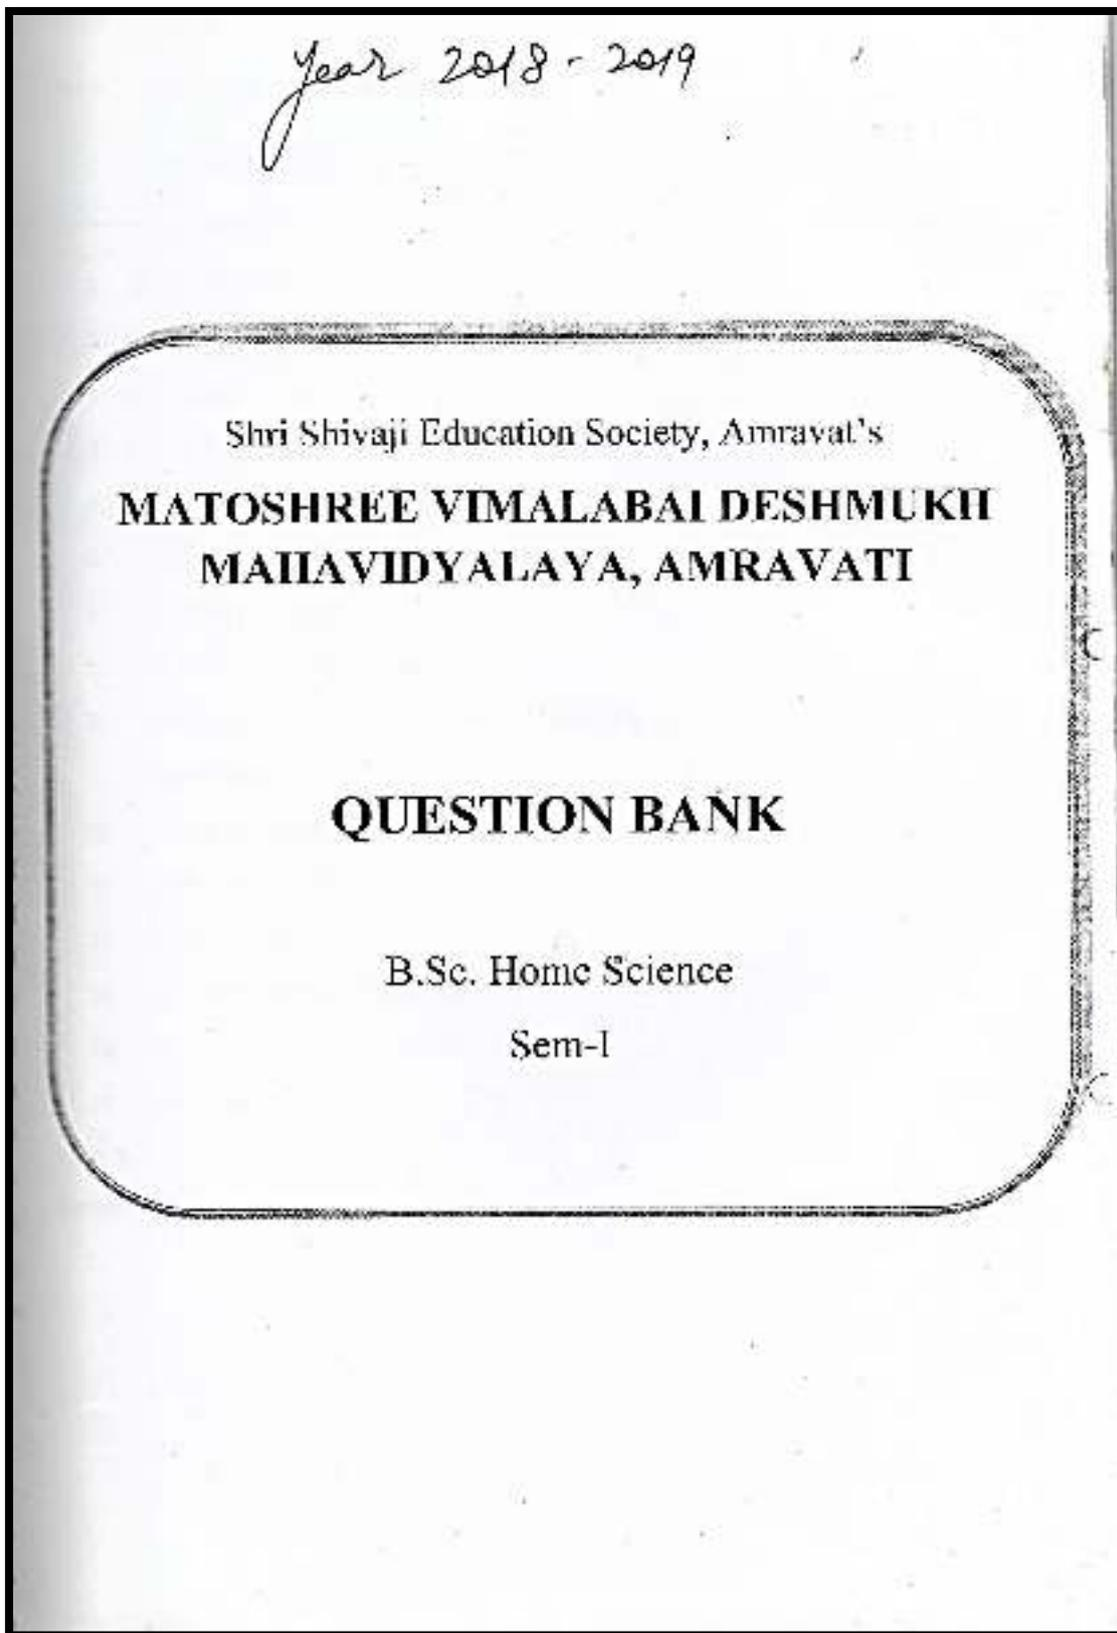 Year 2018-2019
Shri Shivaji Education Society, Amravati's
MATOSHREE VIMALABAI DESHMUKH
MAHAVIDYALAYA, AMRAVATI
QUESTION BANK
B.Sc. Home Science
Sem-I